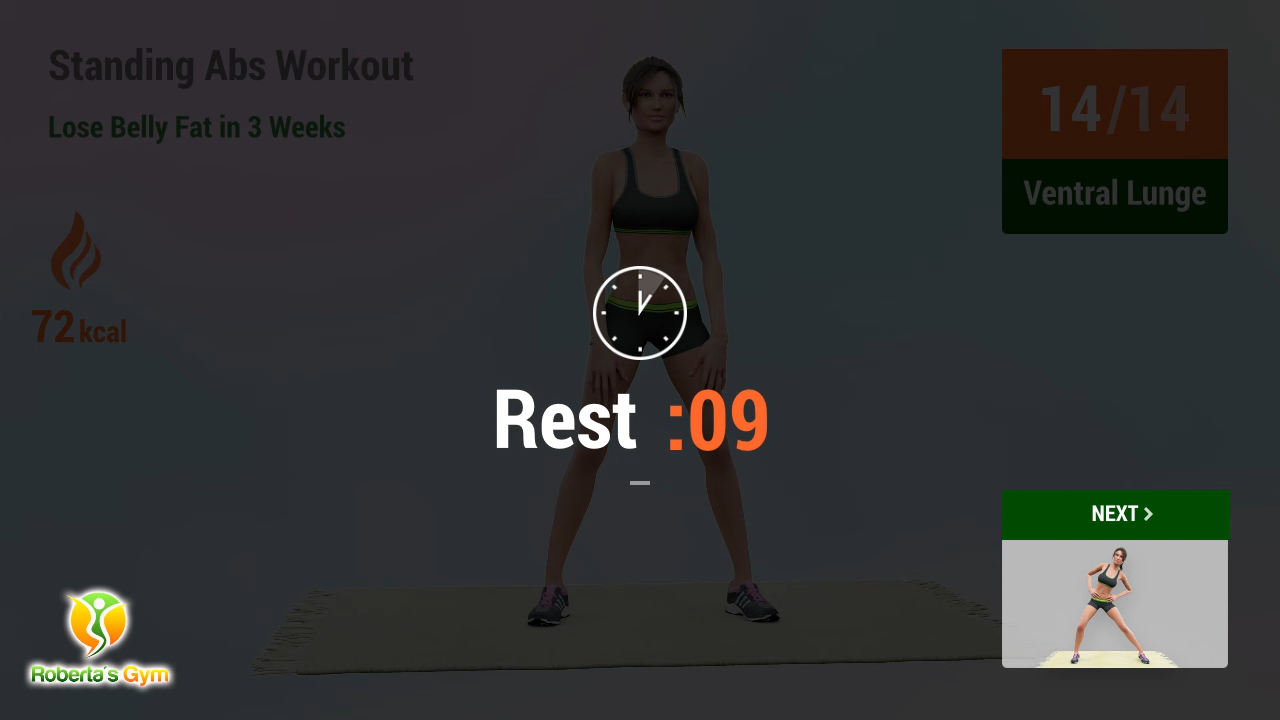 Standing Abs Workout
Lose Belly Fat in 3 Weeks
14/14
Ventral Lunge
72 kcal
Rest :09
NEXT >
Roberta´s Gym